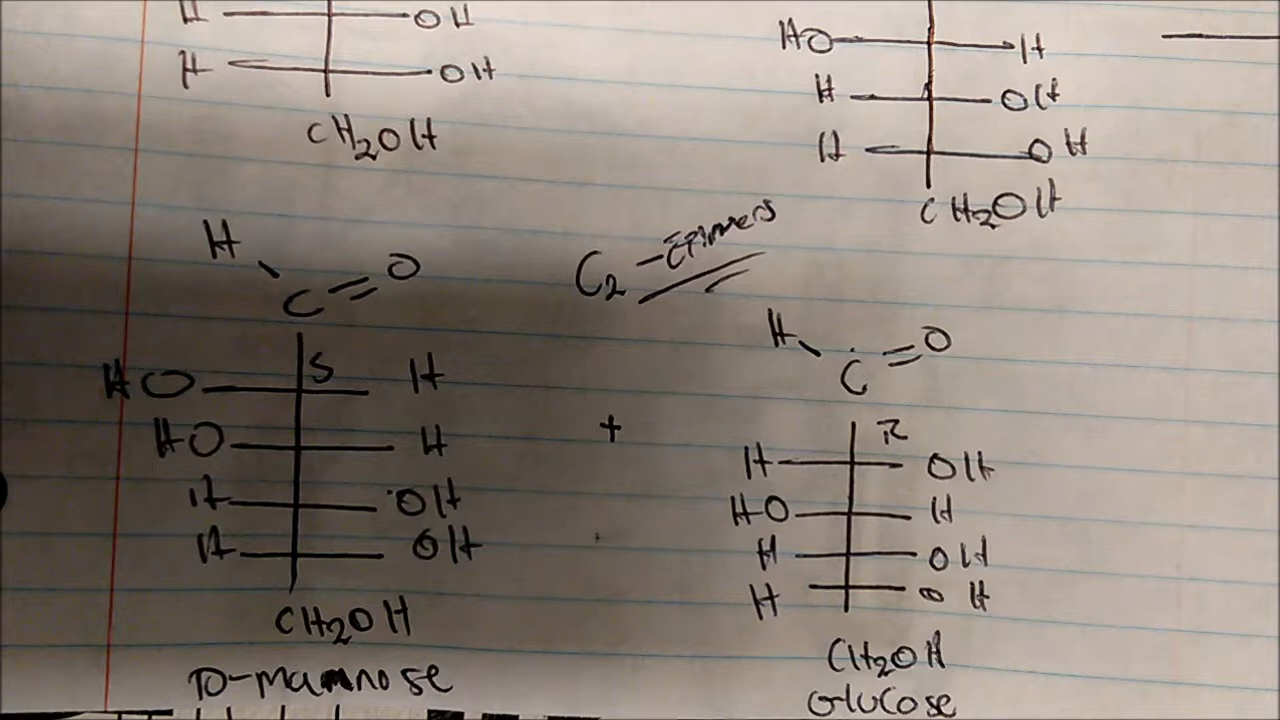 H OH
H OH
CH2OH
HO H
H OH
H OH
CH2OH
C2 - Epimers
H C=O
HO S H
HO H
H OH
H OH
CH2OH
D-mannose
+
H C=O
R
H OH
HO H
H OH
H OH
CH2OH
Glucose